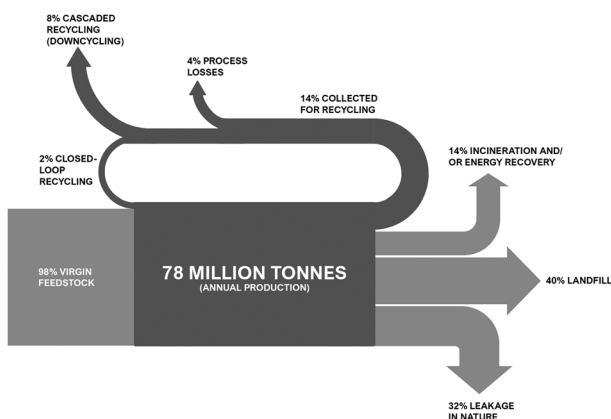 8% CASCADED
RECYCLING
(DOWNCYCLING)
4% PROCESS
LOSSES
14% COLLECTED
FOR RECYCLING
14% INCINERATION AND/
OR ENERGY RECOVERY
2% CLOSED-
LOOP
RECYCLING
98% VIRGIN
FEEDSTOCK
78 MILLION TONNES
(ANNUAL PRODUCTION)
40% LANDFILL
32% LEAKAGE
IN NATURE